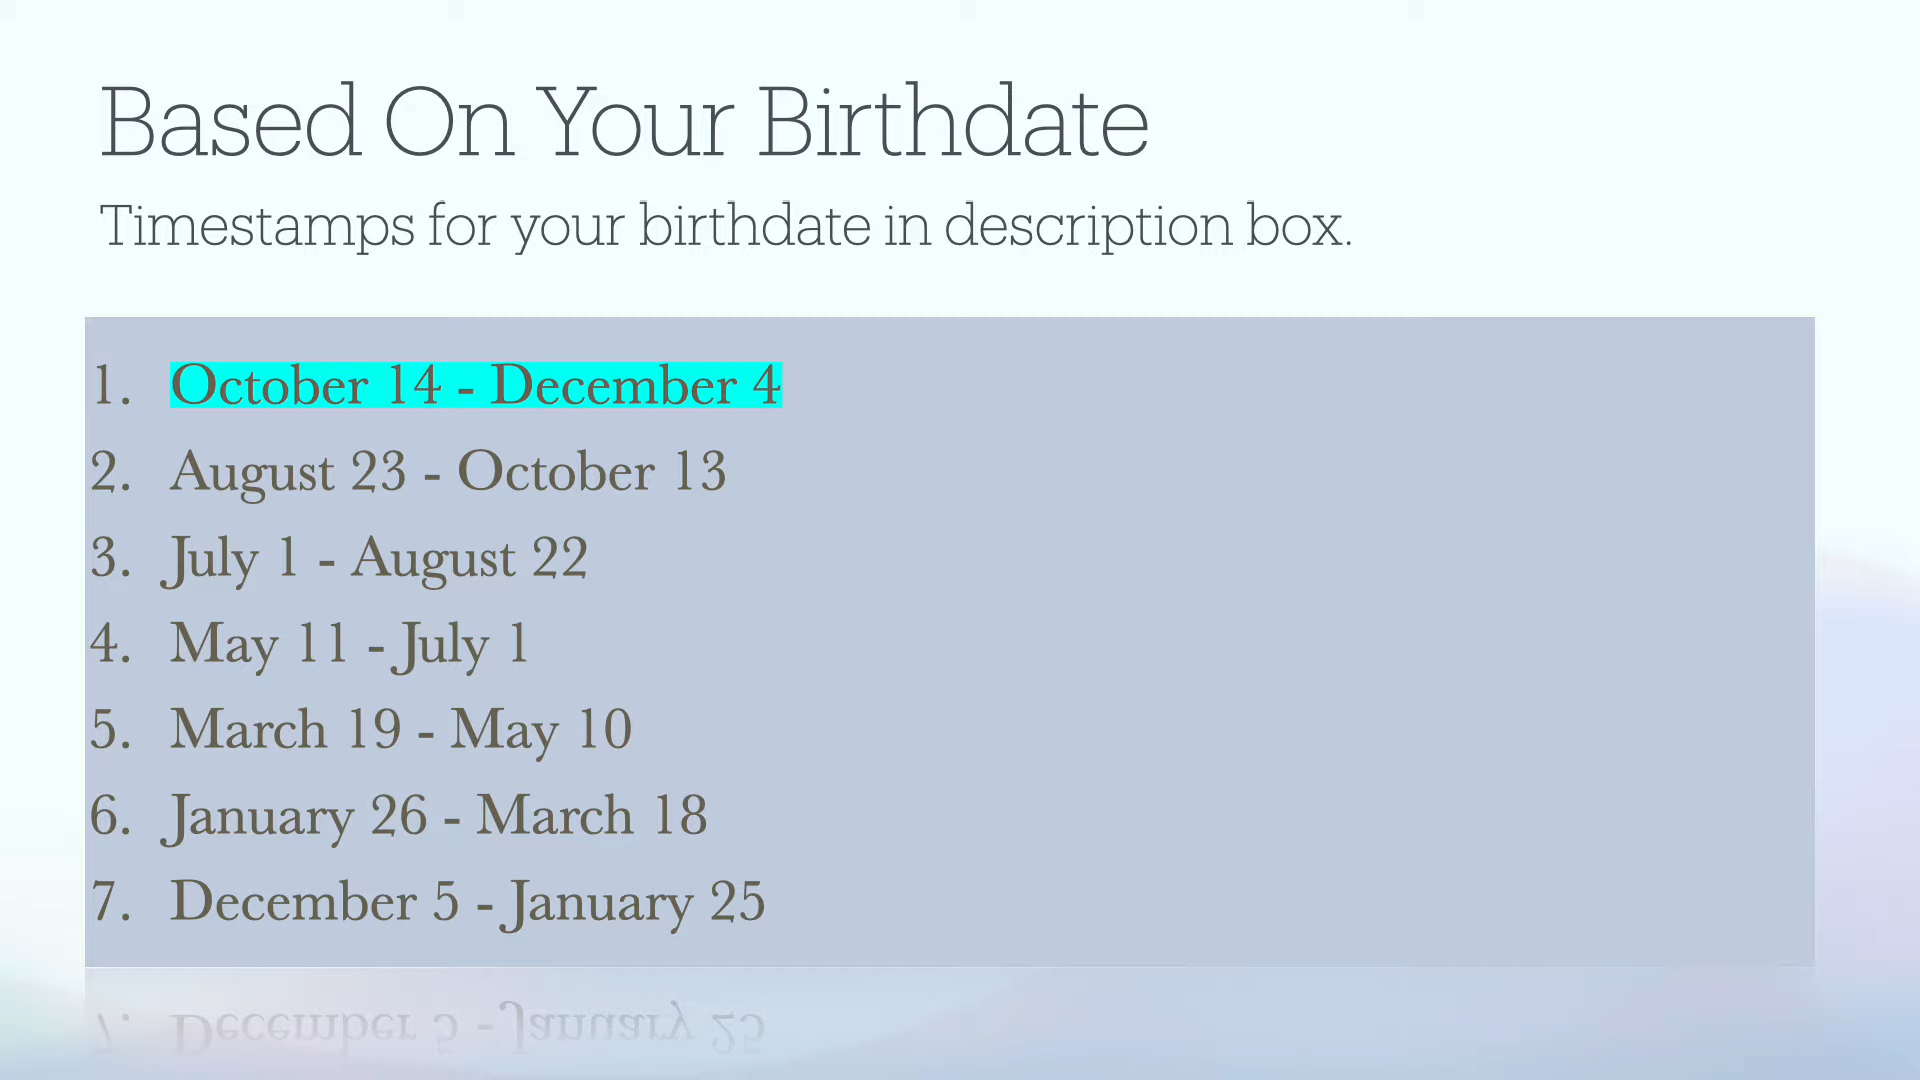 Based On Your Birthdate
Timestamps for your birthdate in description box.
1. October 14 - December 4
2. August 23 - October 13
3. July 1 - August 22
4. May 11 - July 1
5. March 19 - May 10
6. January 26 - March 18
7. December 5 - January 25